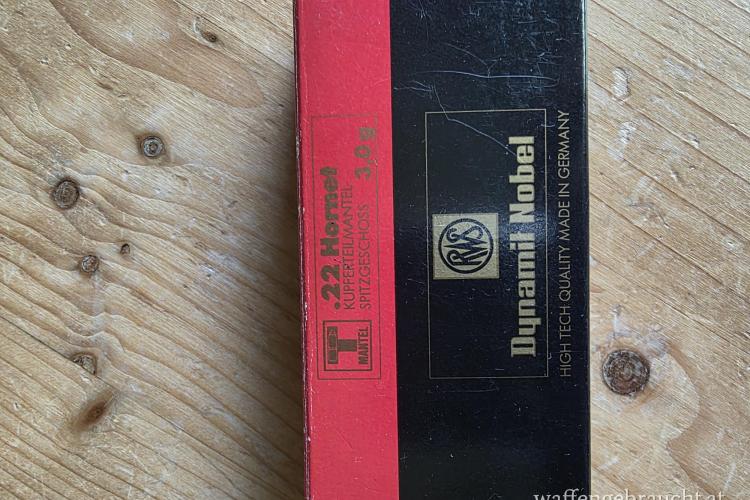 .22 Hornet
KUPFERTEILMANTEL
SPITZGESCHOSS 3,0 g
T
MANTEL
RWS
Dynamit Nobel
HIGH TECH QUALITY MADE IN GERMANY
waffengebraucht.at